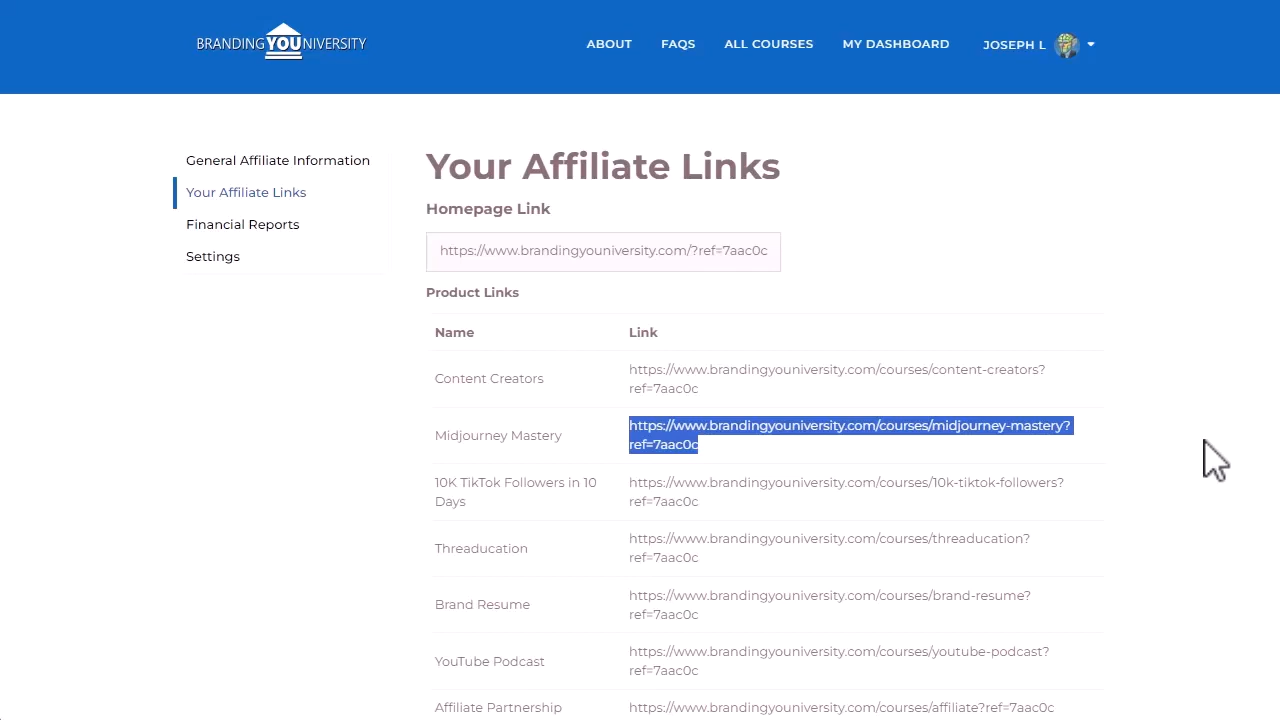 BRANDINGYOUNIVERSITY
ABOUT
FAQS
ALL COURSES
MY DASHBOARD
JOSEPH L
General Affiliate Information
Your Affiliate Links
Financial Reports
Settings
Your Affiliate Links
Homepage Link
https://www.brandingyouniversity.com/?ref=7aac0c
Product Links
Name
Link
Content Creators
https://www.brandingyouniversity.com/courses/content-creators?
ref=7aac0c
Midjourney Mastery
https://www.brandingyouniversity.com/courses/midjourney-mastery?
ref=7aac0c
10K TikTok Followers in 10
Days
https://www.brandingyouniversity.com/courses/10k-tiktok-followers?
ref=7aac0c
Threaducation
https://www.brandingyouniversity.com/courses/threaducation?
ref=7aac0c
Brand Resume
https://www.brandingyouniversity.com/courses/brand-resume?
ref=7aac0c
YouTube Podcast
https://www.brandingyouniversity.com/courses/youtube-podcast?
ref=7aac0c
Affiliate Partnership
https://www.brandingyouniversity.com/courses/affiliate?ref=7aac0c